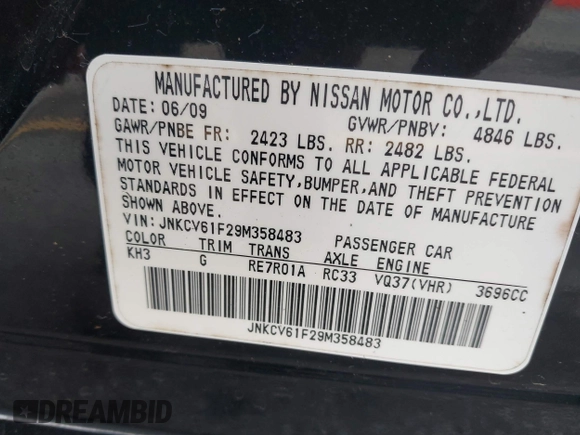 MANUFACTURED BY NISSAN MOTOR CO.,LTD.
DATE: 06/09 GVWR/PNBV: 4846 LBS.
GAWR/PNBE FR: 2423 LBS. RR: 2482 LBS.
THIS VEHICLE CONFORMS TO ALL APPLICABLE FEDERAL
MOTOR VEHICLE SAFETY,BUMPER,AND THEFT PREVENTION
STANDARDS IN EFFECT ON THE DATE OF MANUFACTURE
SHOWN ABOVE.
VIN: JNKCV61F29M358483 PASSENGER CAR
COLOR TRIM TRANS AXLE ENGINE
KH3 G RE7R01A RC33 VQ37(VHR) 3696CC
JNKCV61F29M358483
DREAMBID